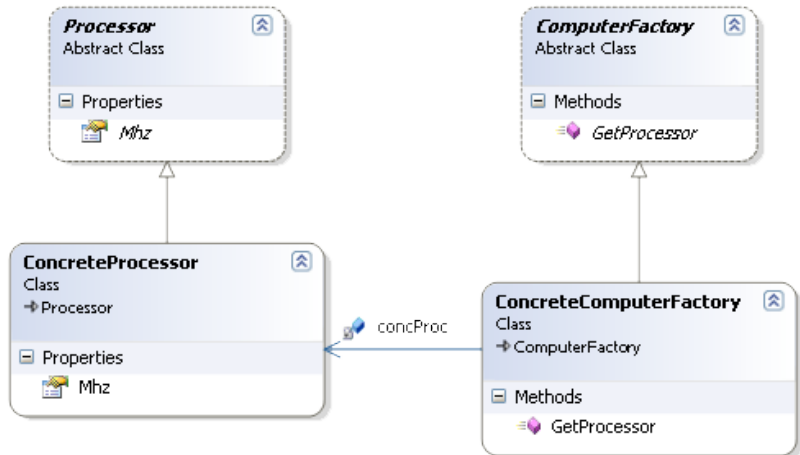 Processor
Abstract Class
Properties
Mhz
ComputerFactory
Abstract Class
Methods
GetProcessor
ConcreteProcessor
Class
Processor
Properties
Mhz
concProc
ConcreteComputerFactory
Class
ComputerFactory
Methods
GetProcessor